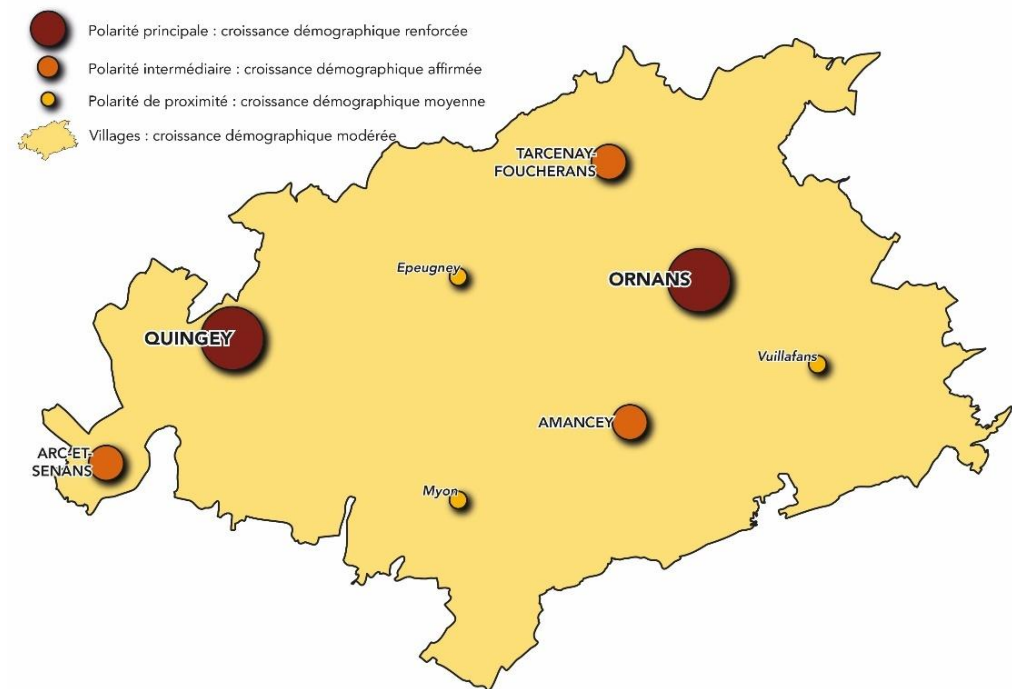 Polarité principale : croissance démographique renforcée
Polarité intermédiaire : croissance démographique affirmée
Polarité de proximité : croissance démographique moyenne
Villages : croissance démographique modérée
TARCENAY-
FOUCHERANS
Epeugney
ORNANS
QUINGEY
Vuillafans
AMANCEY
ARC-ET-
SENANS
Myon